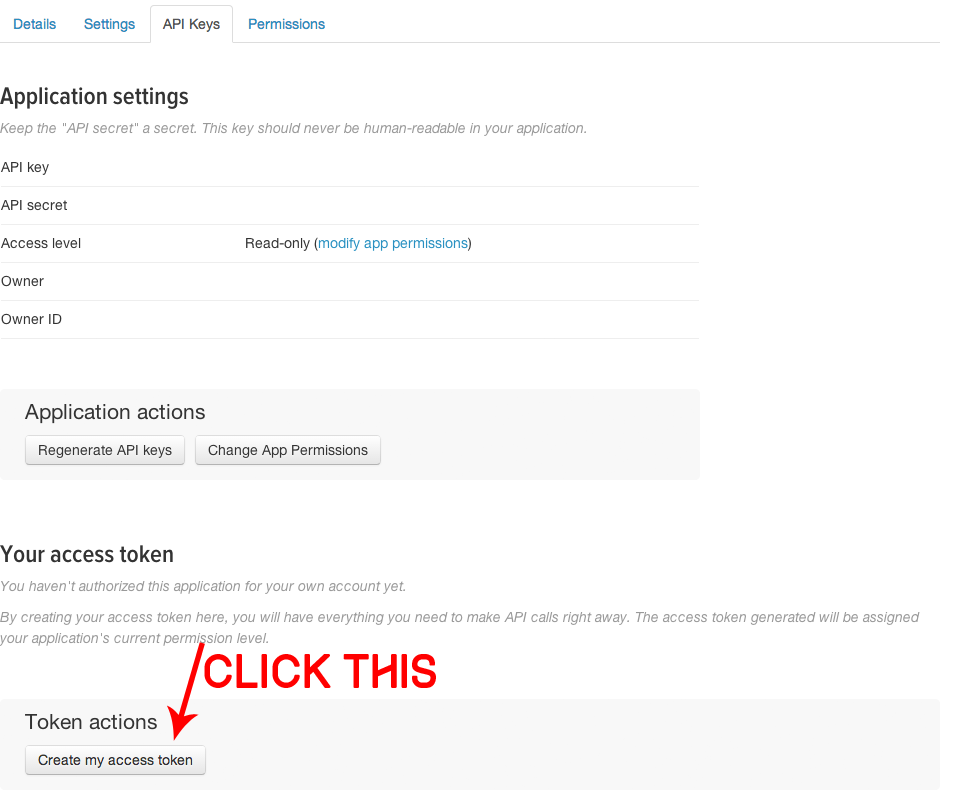 Details Settings API Keys Permissions
Application settings
Keep the "API secret" a secret. This key should never be human-readable in your application.
API key
API secret
Access level Read-only (modify app permissions)
Owner
Owner ID
Application actions
Regenerate API keys Change App Permissions
Your access token
You haven't authorized this application for your own account yet.
By creating your access token here, you will have everything you need to make API calls right away. The access token generated will be assigned
your application's current permission level.
CLICK THIS
Token actions
Create my access token